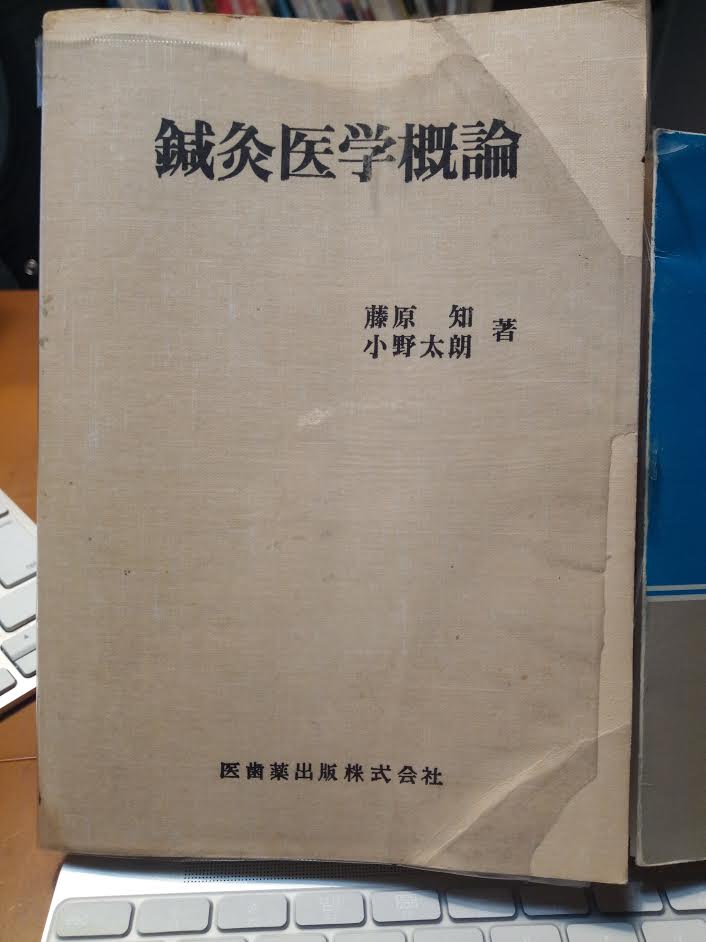 鍼灸医学概論
藤原 知
小野太朗 著
医歯薬出版株式会社